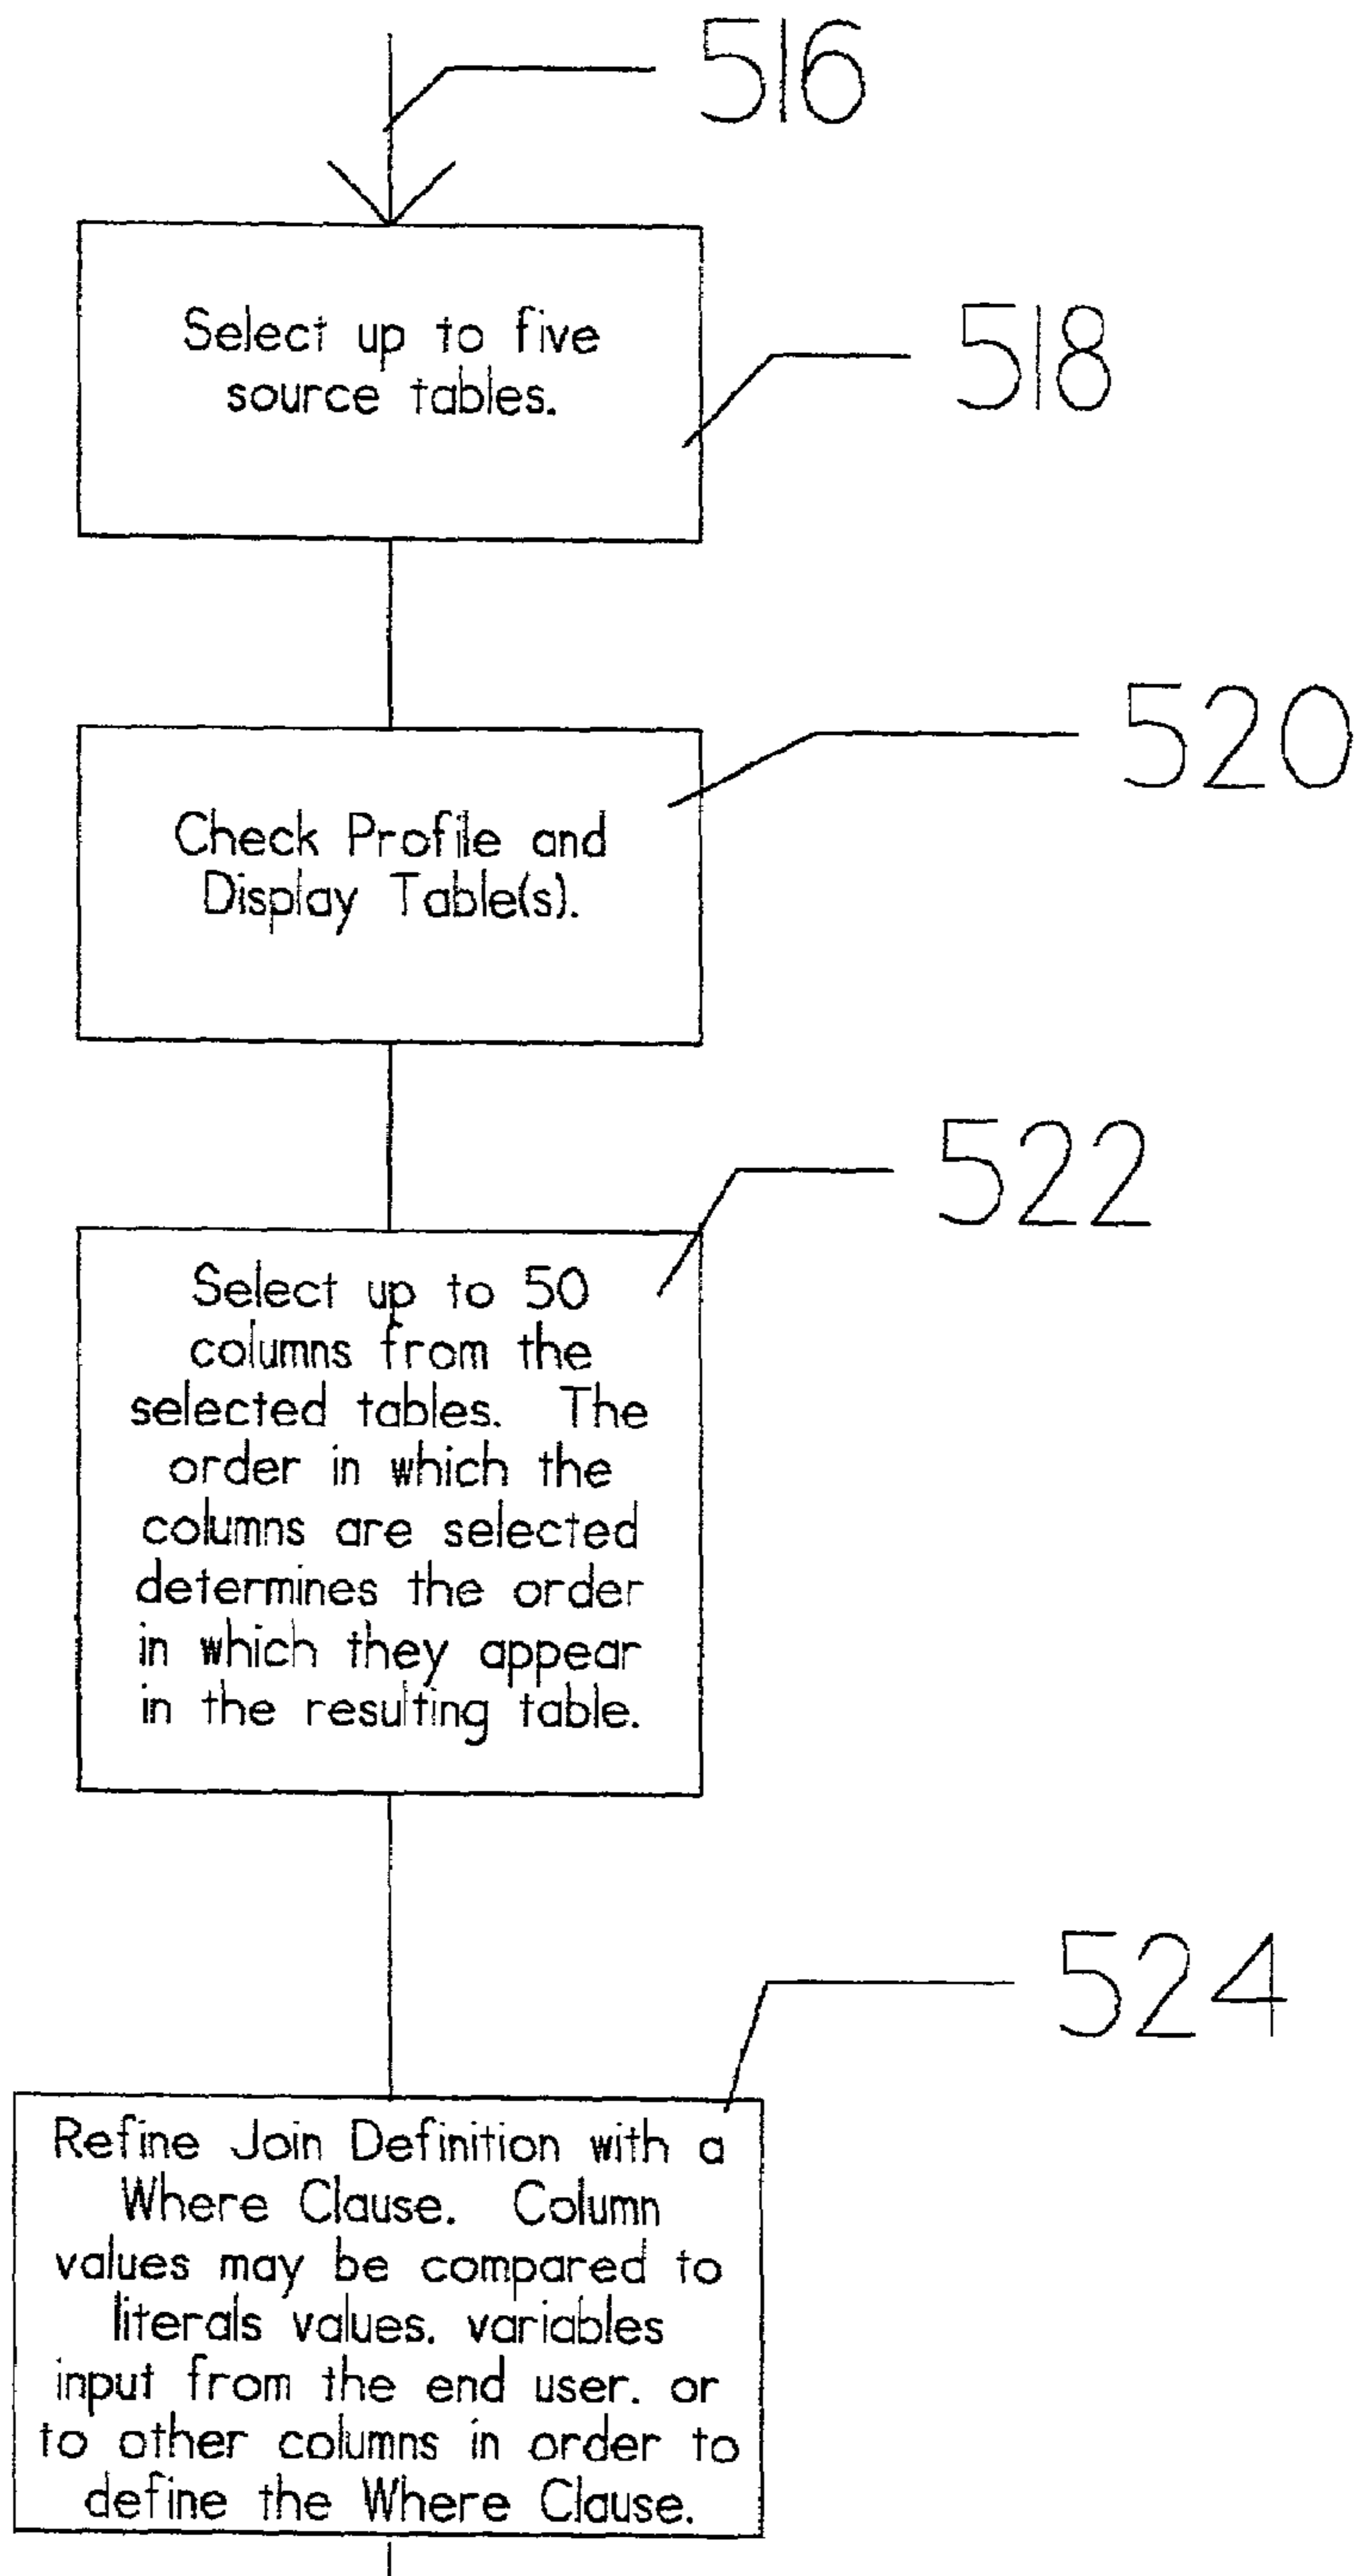 516
Select up to five
source tables.
518
Check Profile and
Display Table(s).
520
Select up to 50
columns from the
selected tables. The
order in which the
columns are selected
determines the order
in which they appear
in the resulting table.
522
Refine Join Definition with a
Where Clause. Column
values may be compared to
literals values. variables
input from the end user. or
to other columns in order to
define the Where Clause.
524